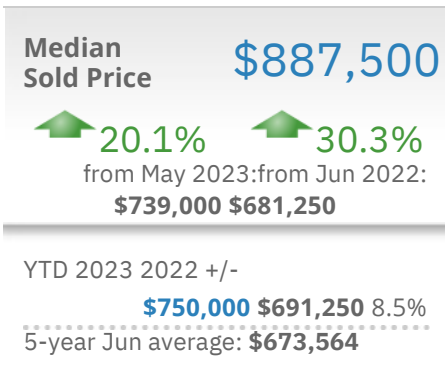 Median
Sold Price
$887,500
20.1% 30.3%
from May 2023:from Jun 2022:
$739,000 $681,250
YTD 2023 2022 +/-
$750,000 $691,250 8.5%
5-year Jun average: $673,564